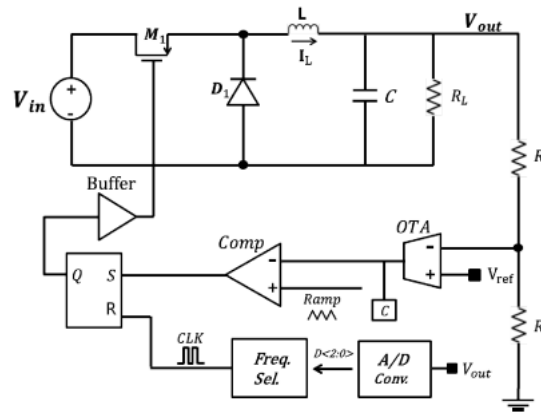 M1
L
Vout
IL
Vin
+
-
D1
C
RL
R
Buffer
Comp
OTA
-
+
Vref
Q
S
R
-
+
Ramp
C
R
CLK
Freq.
Sel.
D<2:0>
A/D
Conv.
Vout